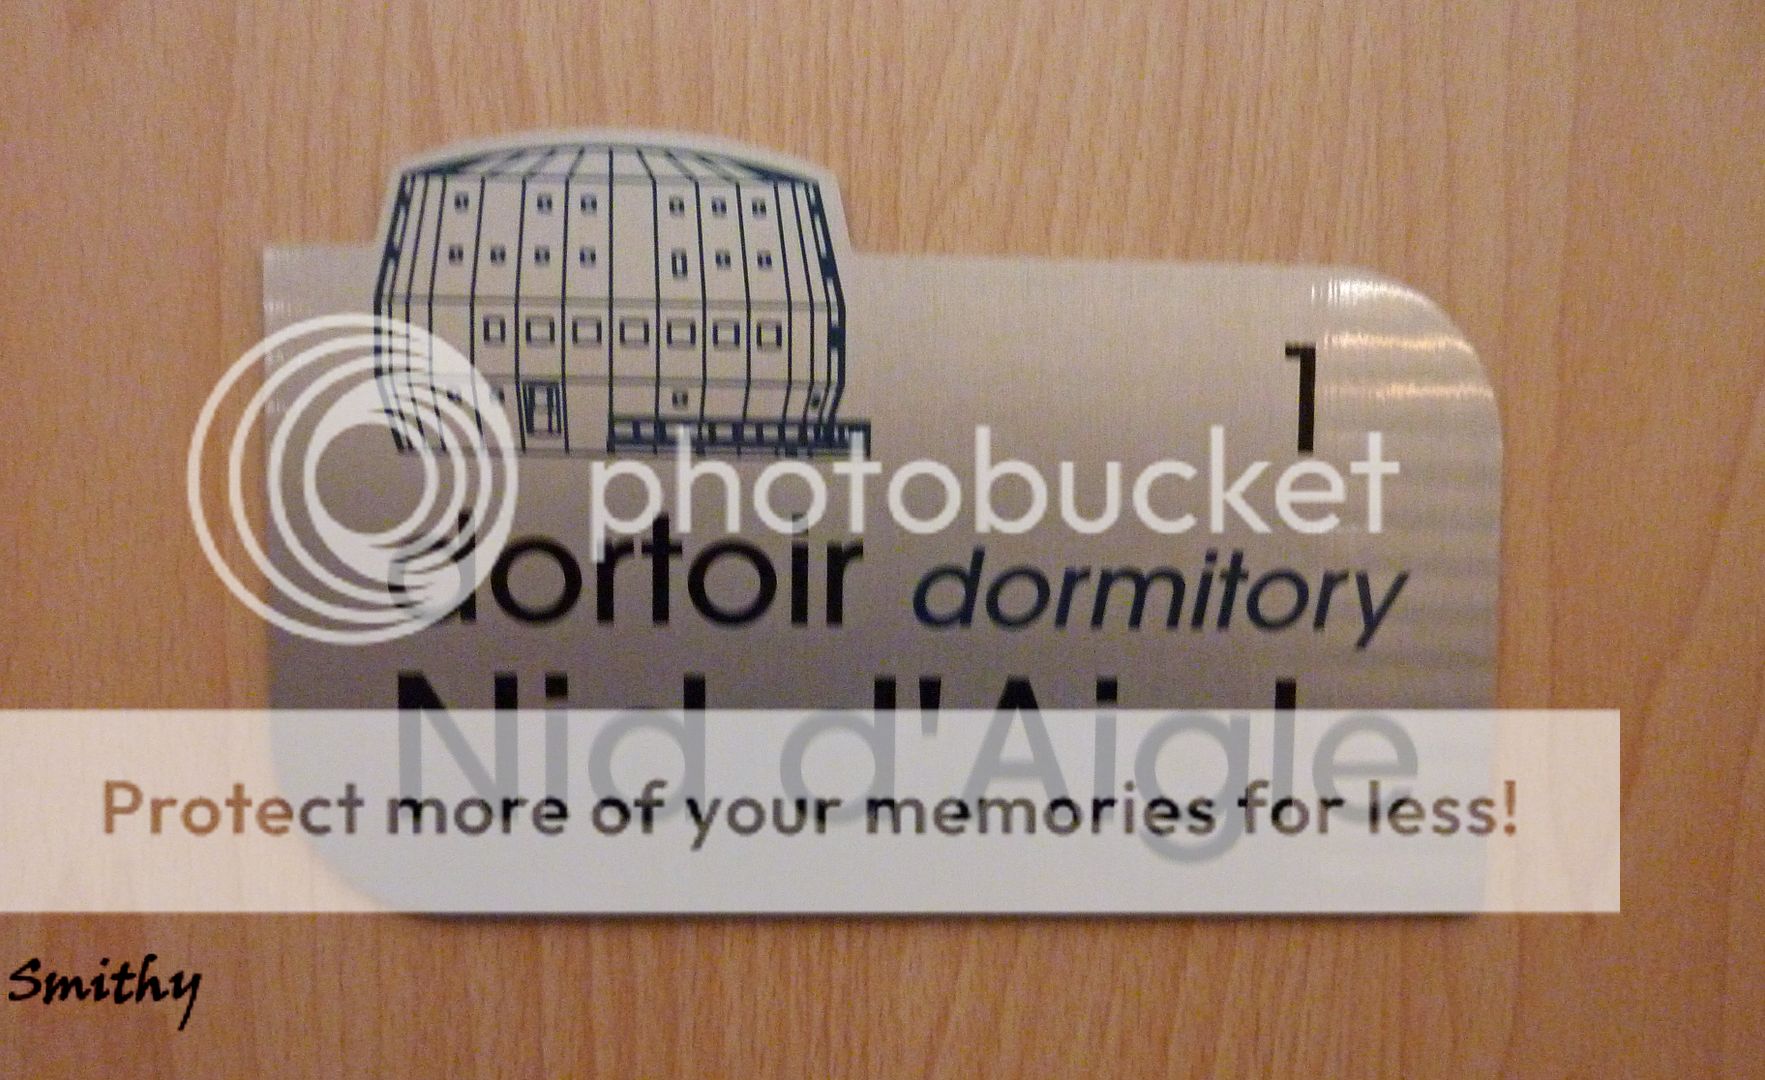 1
photobucket
dortoir dormitory
Nid d'Aigle
Protect more of your memories for less!
Smithy